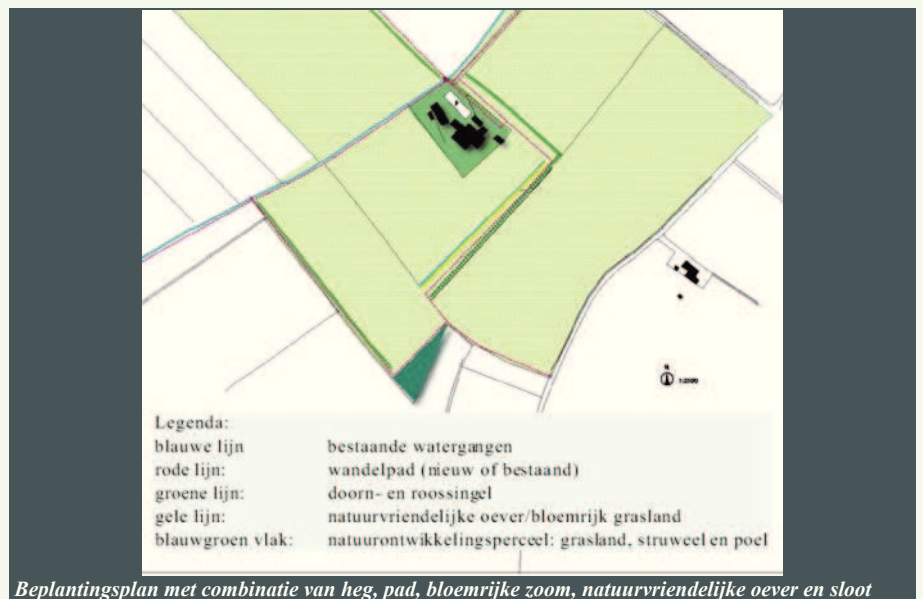 N
Legenda:
blauwe lijn bestaande watergangen
rode lijn: wandelpad (nieuw of bestaand)
groene lijn: doorn- en roossingel
gele lijn: natuurvriendelijke oever/bloemrijk grasland
blauwgroen vlak: natuurontwikkelingsperceel: grasland, struweel en poel
Beplantingsplan met combinatie van heg, pad, bloemrijke zoom, natuurvriendelijke oever en sloot